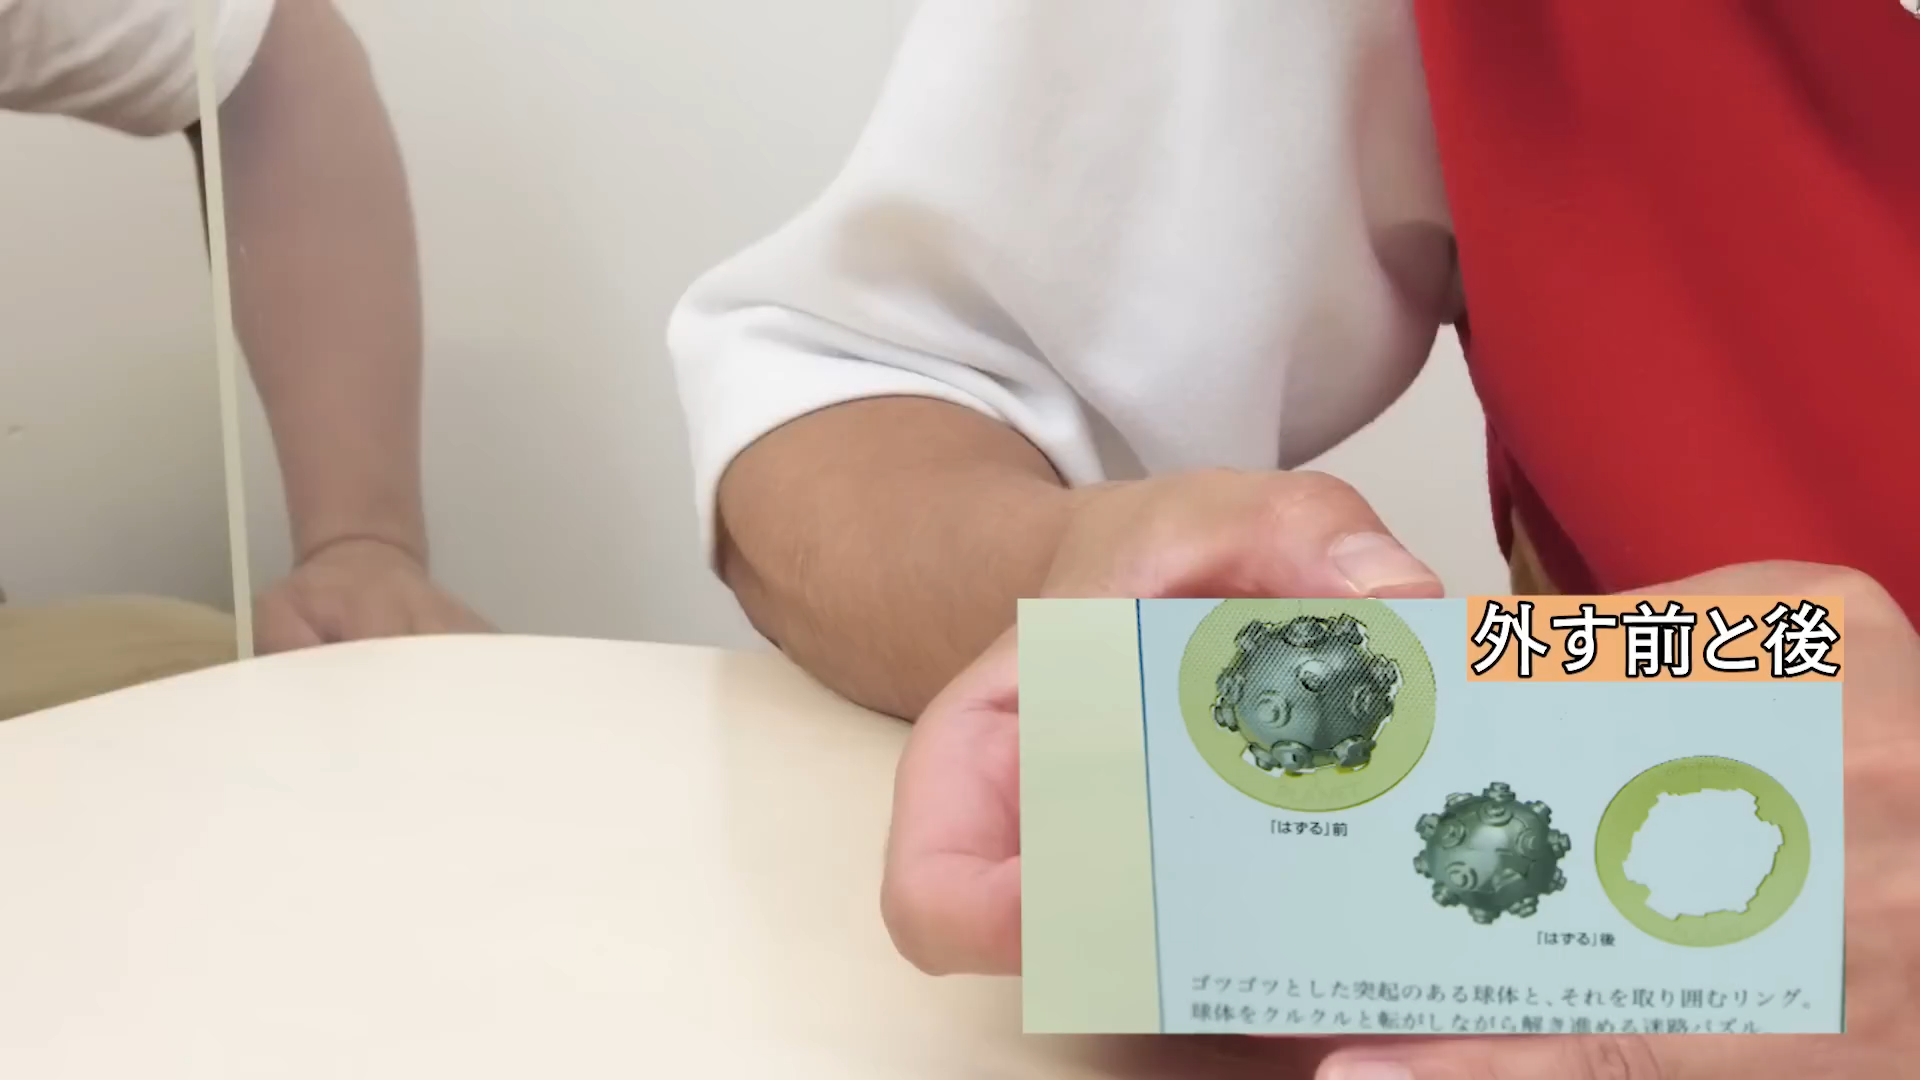 外す前と後
「はずる」前
「はずる」後
ゴツゴツとした突起のある球体と、それを取り囲むリング。
球体をクルクルと転がしながら解き進める迷路パズル